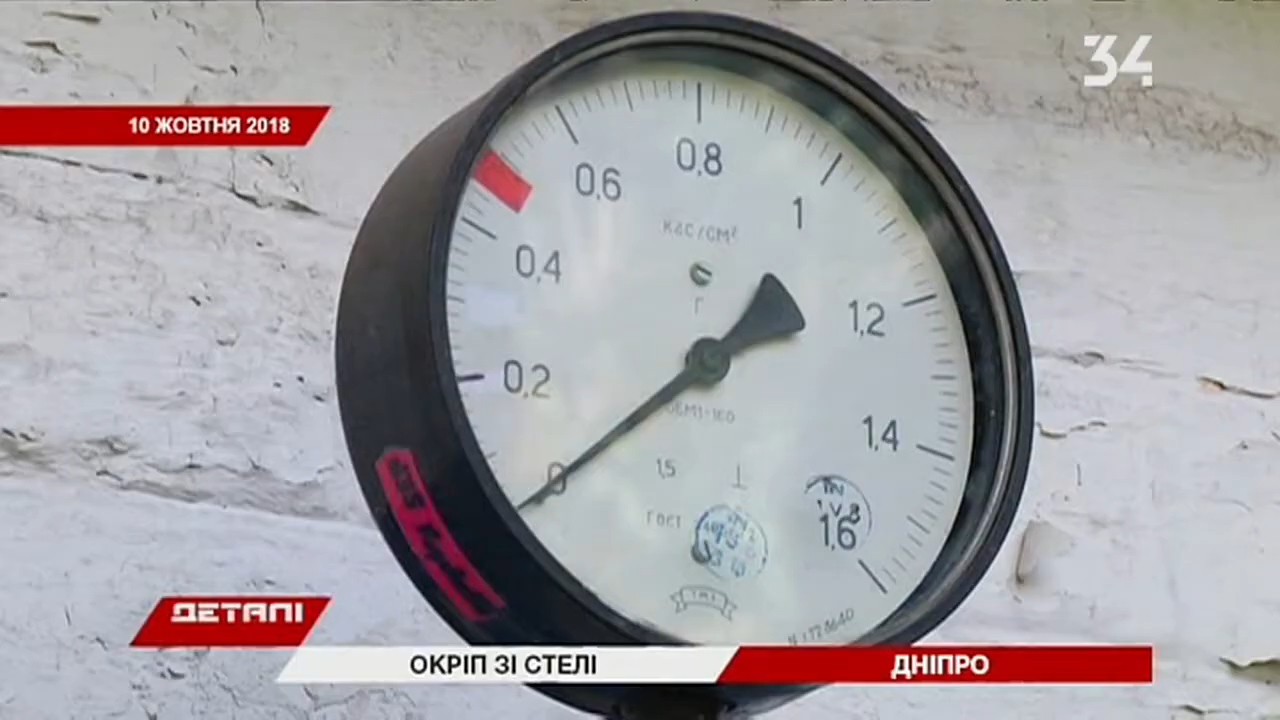 34
10 ЖОВТНЯ 2018
0,8
0,6
1
кгс/см²
0,4
1,2
0,2
1,4
0
1,5
1,6
ГОСТ
ДЕТАЛІ
ОКРІП ЗІ СТЕЛІ
ДНІПРО